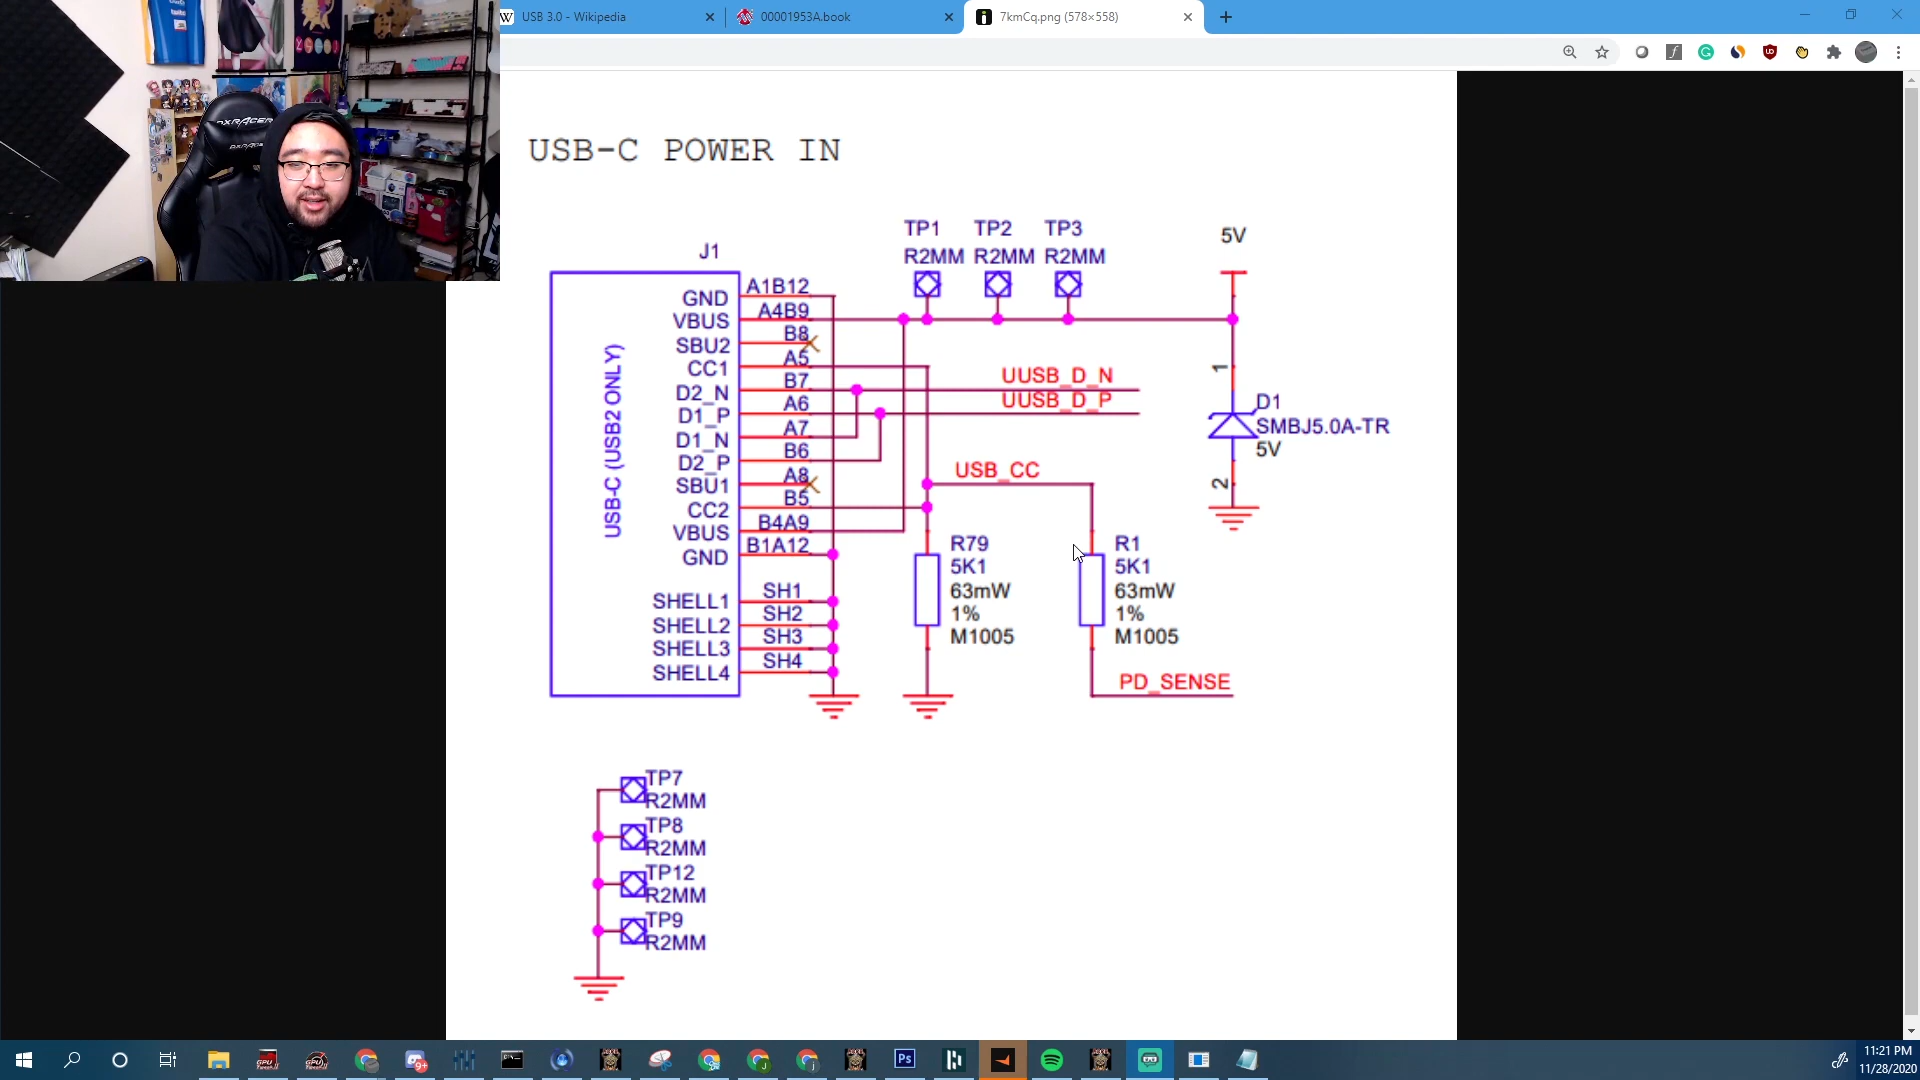 USB 3.0 - Wikipedia
00001953A.book
7kmCq.png (578×558)
DXRACER
USB-C POWER IN
TP1 TP2 TP3
R2MM R2MM R2MM
5V
J1
USB-C (USB2 ONLY)
GND A1B12
VBUS A4B9
SBU2 B8
CC1 A5
D2_N B7
D1_P A6
D1_N A7
D2_P B6
SBU1 A8
CC2 B5
VBUS B4A9
GND B1A12
SHELL1 SH1
SHELL2 SH2
SHELL3 SH3
SHELL4 SH4
UUSB_D_N
UUSB_D_P
USB_CC
1
D1
SMBJ5.0A-TR
5V
2
R79
5K1
63mW
1%
M1005
R1
5K1
63mW
1%
M1005
PD_SENSE
TP7
R2MM
TP8
R2MM
TP12
R2MM
TP9
R2MM
Ps
11:21 PM
11/28/2020